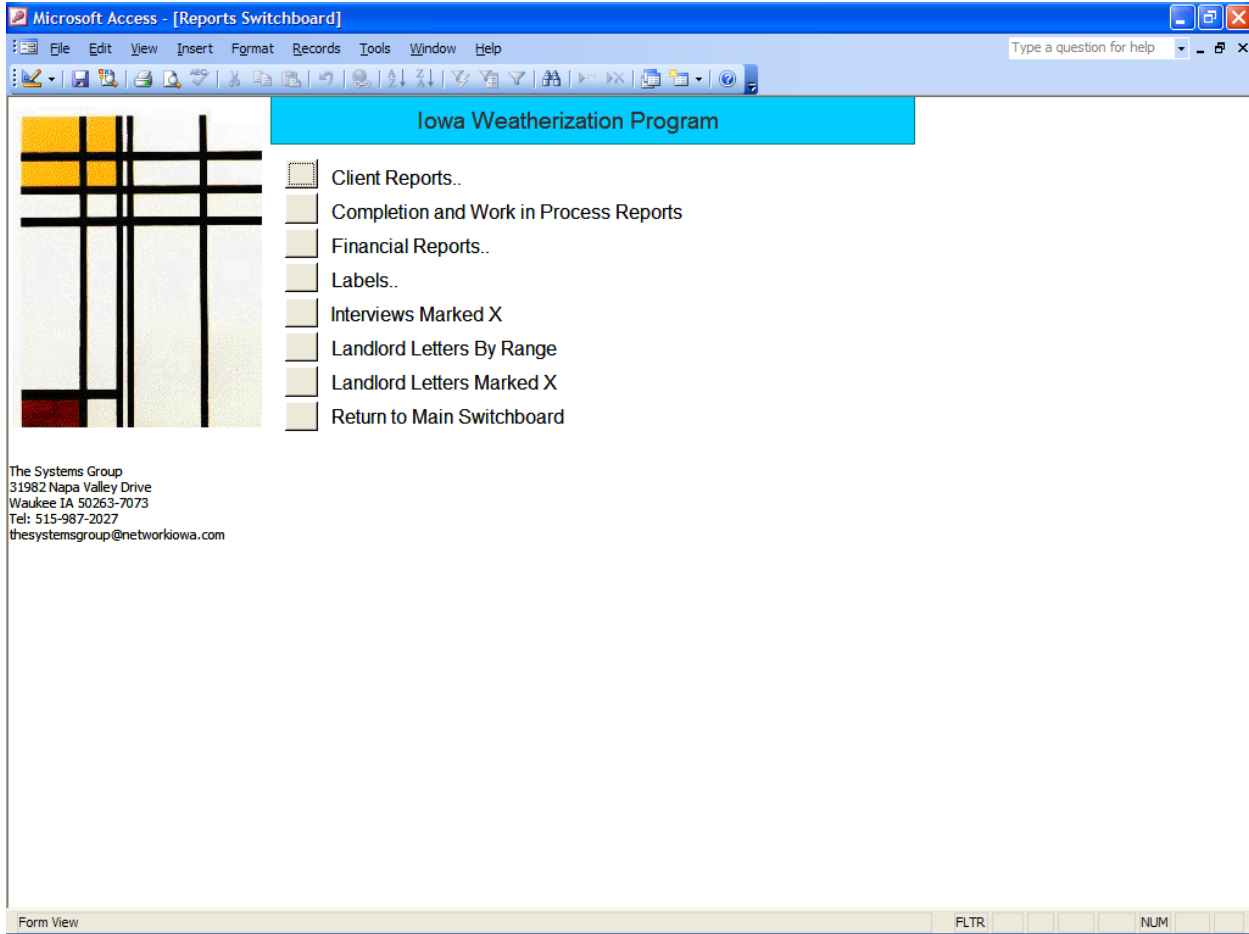 Microsoft Access - [Reports Switchboard]
File Edit View Insert Format Records Tools Window Help Type a question for help
Iowa Weatherization Program
Client Reports..
Completion and Work in Process Reports
Financial Reports..
Labels..
Interviews Marked X
Landlord Letters By Range
Landlord Letters Marked X
Return to Main Switchboard
The Systems Group
31982 Napa Valley Drive
Waukee IA 50263-7073
Tel: 515-987-2027
thesystemsgroup@networkiowa.com
Form View FLTR NUM